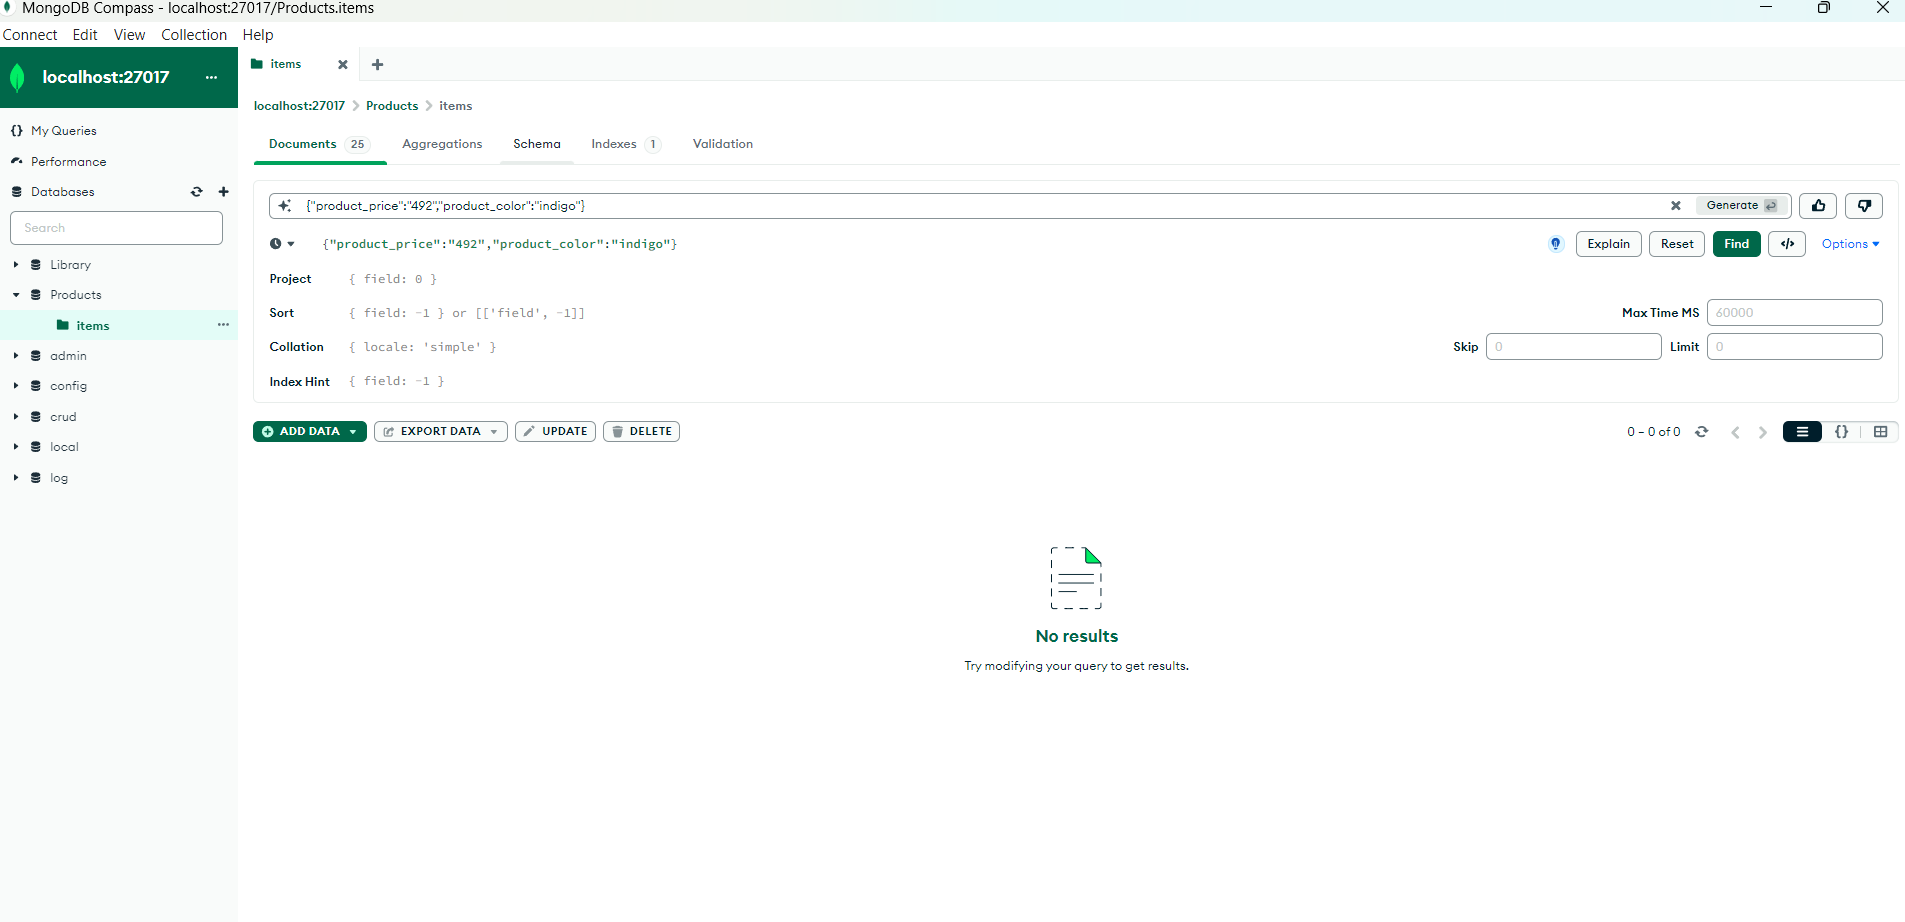 MongoDB Compass - localhost:27017/Products.items
Connect Edit View Collection Help
localhost:27017 ...
items
localhost:27017 > Products > items
My Queries
Performance
Databases
Search
Library
Products
items
admin
config
crud
local
log
Documents 25 Aggregations Schema Indexes 1 Validation
{"product_price":"492","product_color":"indigo"} Generate
{"product_price":"492","product_color":"indigo"} Explain Reset Find </> Options
Project { field: 0 }
Sort { field: -1 } or [['field', -1]] Max Time MS 60000
Collation { locale: 'simple' } Skip 0 Limit 0
Index Hint { field: -1 }
ADD DATA EXPORT DATA UPDATE DELETE 0 – 0 of 0 {}
No results
Try modifying your query to get results.